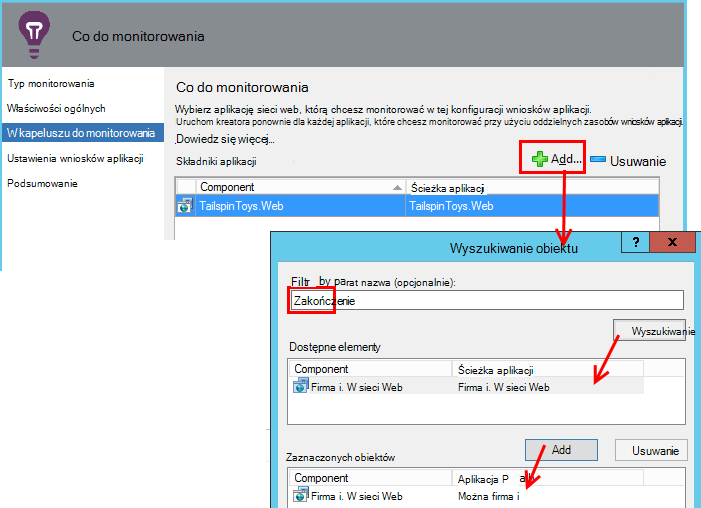 Co do monitorowania
Typ monitorowania
Właściwości ogólnych
W kapeluszu do monitorowania
Ustawienia wniosków aplikacji
Podsumowanie
Co do monitorowania
Wybierz aplikację sieci web, którą chcesz monitorować w tej konfiguracji wniosków aplikacji.
Uruchom kreatora ponownie dla każdej aplikacji, które chcesz monitorować przy użyciu oddzielnych zasobów wniosków aplikacji.
Dowiedz się więcej...
Składniki aplikacji
Add... Usuwanie
Component Ścieżka aplikacji
TailspinToys.Web TailspinToys.Web
Wyszukiwanie obiektu ? X
Filtr by parat nazwa (opcjonalnie):
Zakończenie
Wyszukiwanie
Dostępne elementy
Component Ścieżka aplikacji
Firma i. W sieci Web Firma i. W sieci Web
Add Usuwanie
Zaznaczonych obiektów
Component Aplikacja P
Firma i. W sieci Web Można firma i